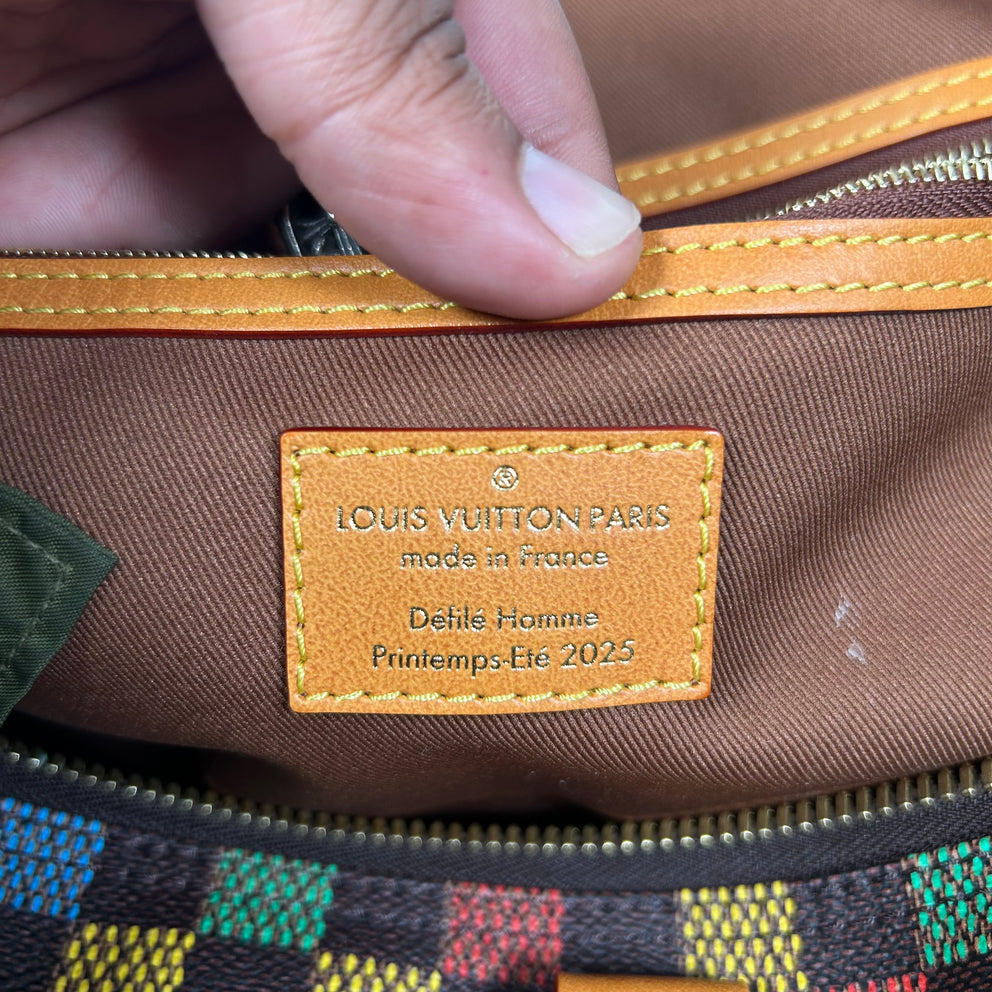 ®
LOUIS VUITTON PARIS
made in France
Défilé Homme
Printemps-Eté 2025